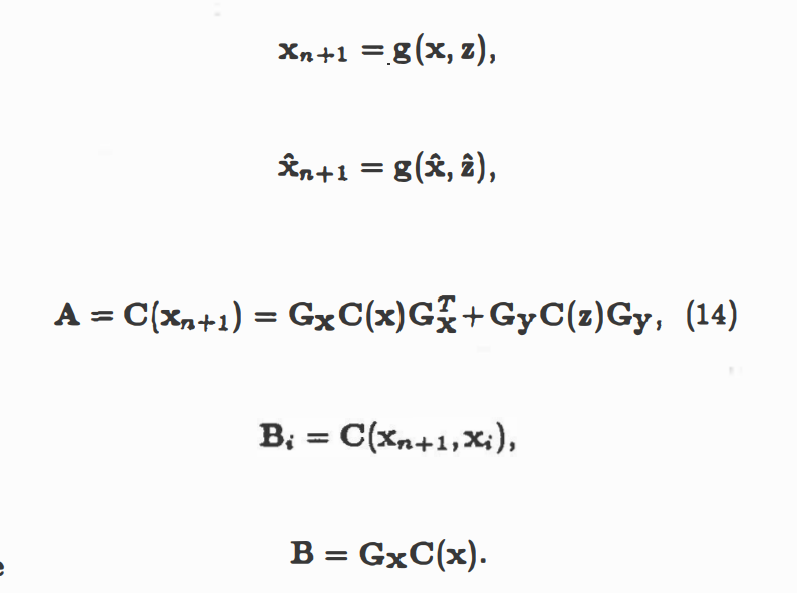 x_{n+1} = g(x, z),
x̂_{n+1} = g(x̂, ẑ),
A = C(x_{n+1}) = G_x C(x) G_x^T + G_y C(z) G_y, (14)
B_i = C(x_{n+1}, x_i),
B = G_x C(x).
e